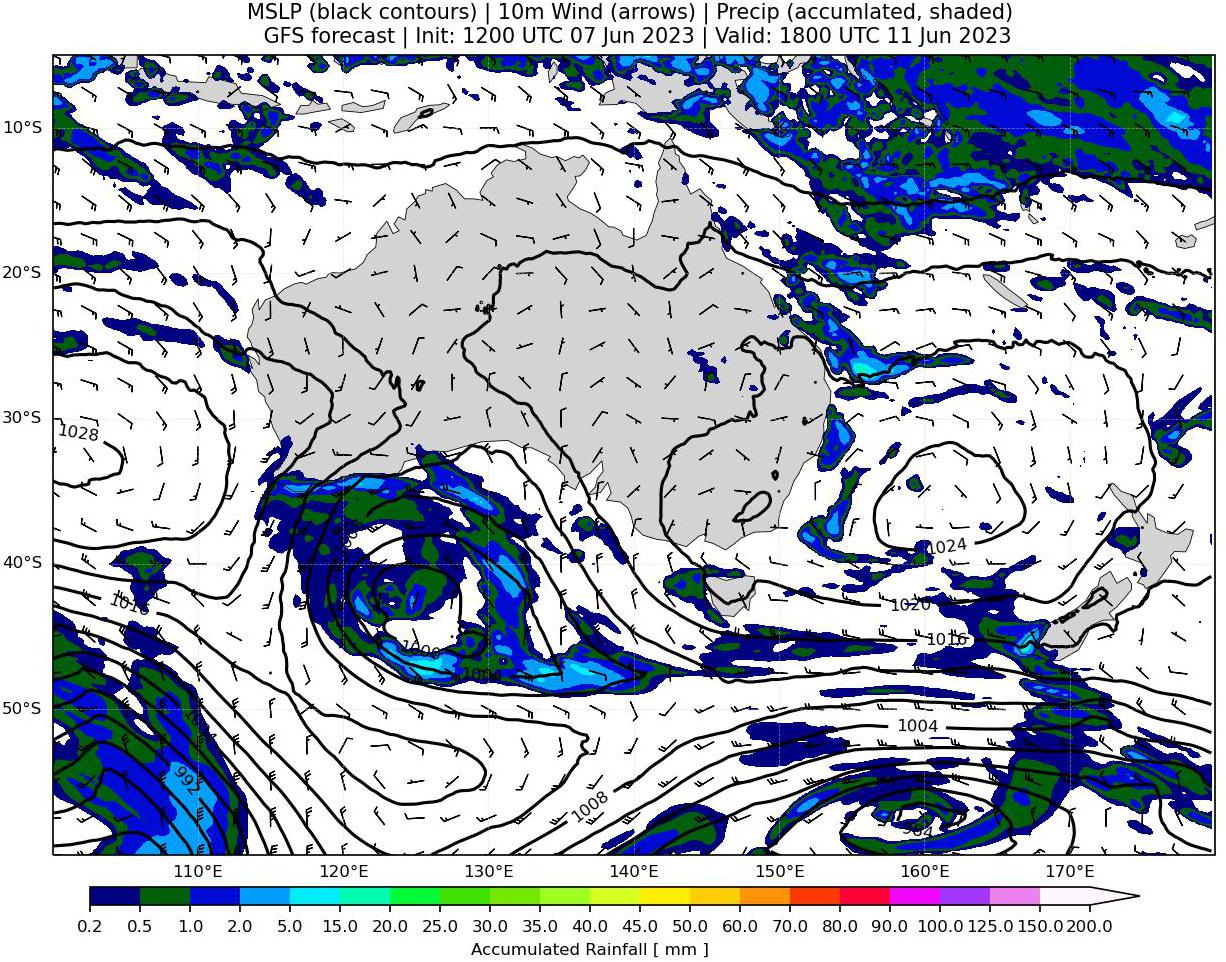 MSLP (black contours) | 10m Wind (arrows) | Precip (accumlated, shaded)
GFS forecast | Init: 1200 UTC 07 Jun 2023 | Valid: 1800 UTC 11 Jun 2023
10°S
20°S
30°S
40°S
50°S
1028
1024
1020
1016
1016
1000
1004
1004
992
1008
984
110°E 120°E 130°E 140°E 150°E 160°E 170°E
0.2 0.5 1.0 2.0 5.0 10.0 15.0 20.0 25.0 30.0 35.0 40.0 45.0 50.0 60.0 70.0 80.0 90.0 100.0 125.0 150.0 200.0
Accumulated Rainfall [ mm ]